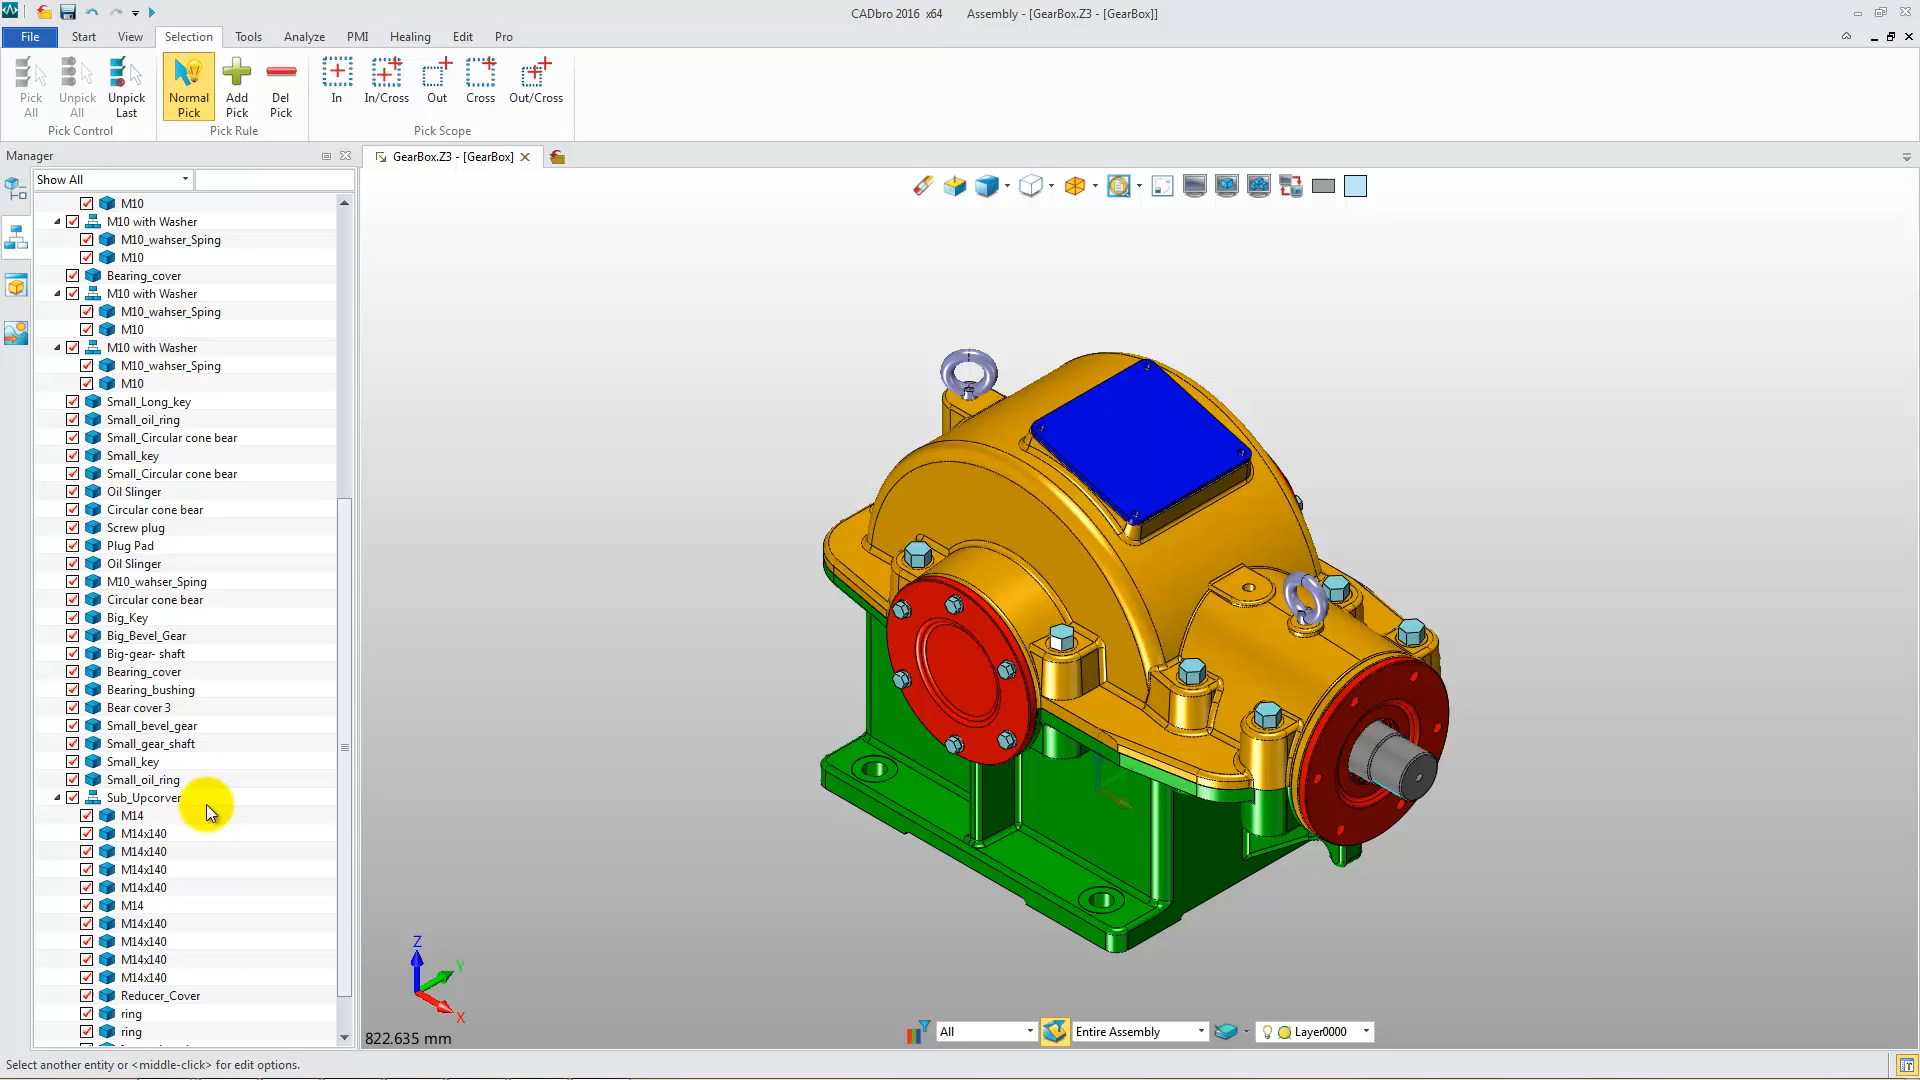 CADbro 2016 x64 Assembly - [GearBox.Z3 - [GearBox]]
File Start View Selection Tools Analyze PMI Healing Edit Pro
Pick All
Unpick All
Unpick Last
Normal Pick
Add Pick
Del Pick
In
In/Cross
Out
Cross
Out/Cross
Pick Control
Pick Rule
Pick Scope
Manager
GearBox.Z3 - [GearBox]
Show All
M10
M10 with Washer
M10_wahser_Sping
M10
Bearing_cover
M10 with Washer
M10_wahser_Sping
M10
M10 with Washer
M10_wahser_Sping
M10
Small_Long_key
Small_oil_ring
Small_Circular cone bear
Small_key
Small_Circular cone bear
Oil Slinger
Circular cone bear
Screw plug
Plug Pad
Oil Slinger
M10_wahser_Sping
Circular cone bear
Big_Key
Big_Bevel_Gear
Big-gear- shaft
Bearing_cover
Bearing_bushing
Bear cover 3
Small_bevel_gear
Small_gear_shaft
Small_key
Small_oil_ring
Sub_Upcorver
M14
M14x140
M14x140
M14x140
M14x140
M14
M14x140
M14x140
M14x140
M14x140
Reducer_Cover
ring
ring
Z
Y
X
822.635 mm
All
Entire Assembly
Layer0000
Select another entity or <middle-click> for edit options.